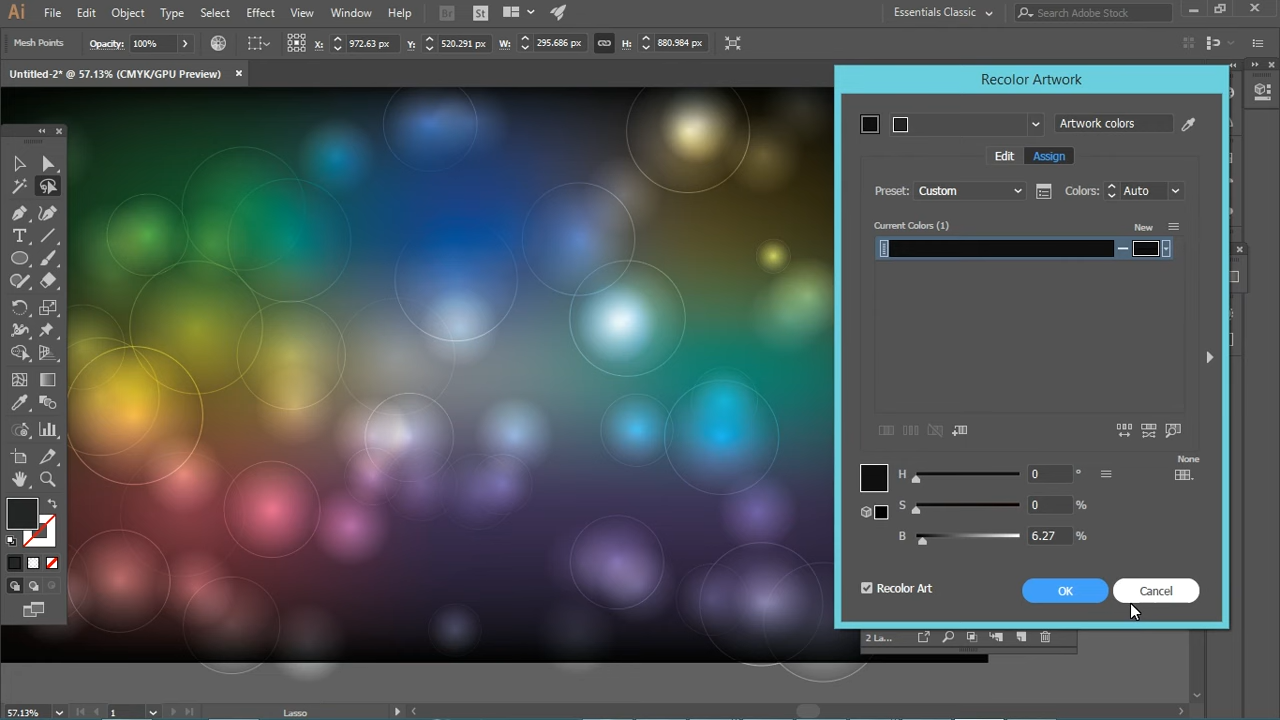 Ai File Edit Object Type Select Effect View Window Help Br St Essentials Classic Search Adobe Stock
Mesh Points Opacity: 100% X: 972.63 px Y: 520.291 px W: 295.686 px H: 880.984 px
Untitled-2* @ 57.13% (CMYK/GPU Preview)
Recolor Artwork
Artwork colors
Edit Assign
Preset: Custom Colors: Auto
Current Colors (1) New
None
H 0 °
S 0 %
B 6.27 %
Recolor Art OK Cancel
2 La...
57.13% 1 Lasso